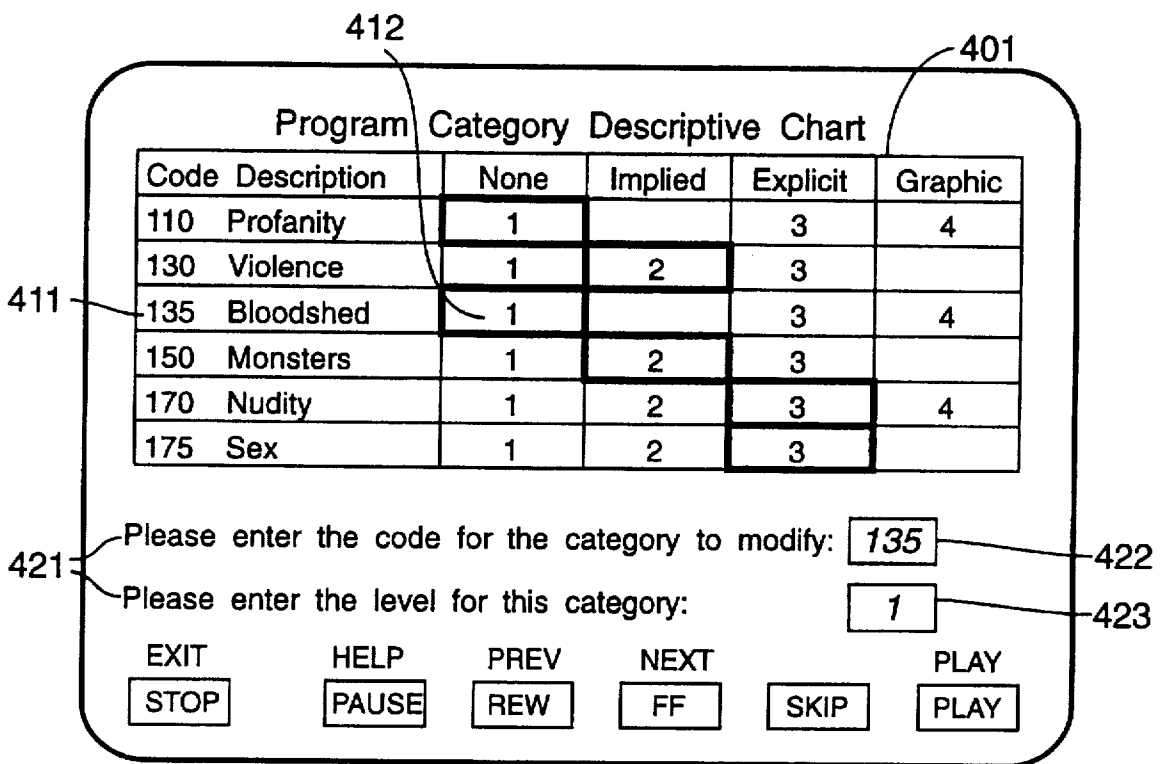 412
401
Program Category Descriptive Chart
Code Description None Implied Explicit Graphic
110 Profanity 1 3 4
130 Violence 1 2 3
411 135 Bloodshed 1 3 4
150 Monsters 1 2 3
170 Nudity 1 2 3 4
175 Sex 1 2 3
Please enter the code for the category to modify: 135 422
421
Please enter the level for this category: 1 423
EXIT HELP PREV NEXT PLAY
STOP PAUSE REW FF SKIP PLAY